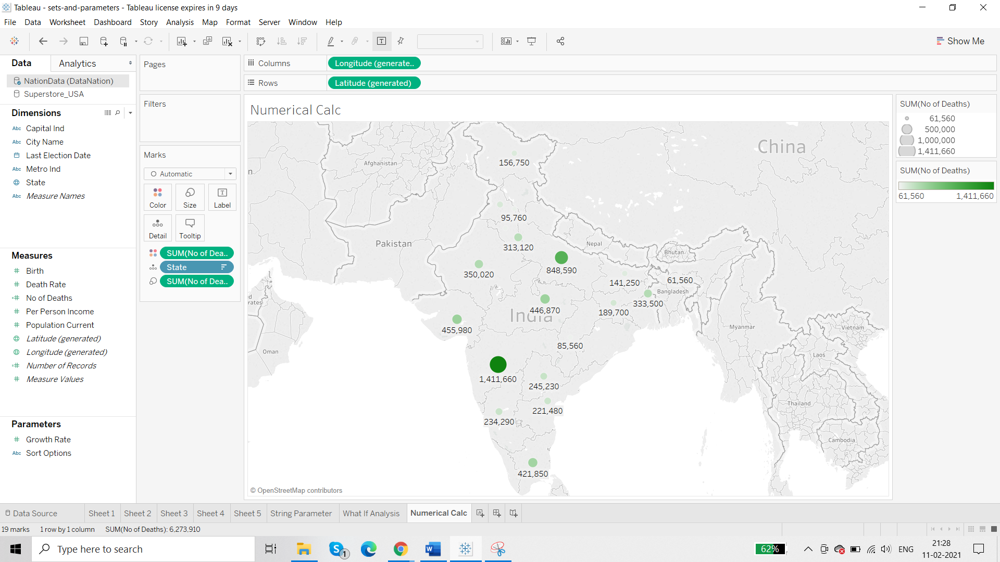 Tableau - sets-and-parameters - Tableau license expires in 9 days
File Data Worksheet Dashboard Story Analysis Map Format Server Window Help
Show Me
Data Analytics
NationData (DataNation)
Superstore_USA
Dimensions
Abc Capital Ind
Abc City Name
Last Election Date
Abc Metro Ind
State
Abc Measure Names
Measures
Birth
Death Rate
No of Deaths
Per Person Income
Population Current
Latitude (generated)
Longitude (generated)
Number of Records
Measure Values
Parameters
Growth Rate
Abc Sort Options
Pages
Filters
Marks
Automatic
Color Size Label
Detail Tooltip
SUM(No of Dea..
State
SUM(No of Dea..
Columns Longitude (generate..
Rows Latitude (generated)
Numerical Calc
China
Afghanistan
156,750
n
95,760
Pakistan
313,120
Nepal
Bhutan
848,590
350,020
141,250
61,560
Bangladesh
333,500
446,870
India
189,700
d
rates
455,980
Myanmar
Vietnam
85,560
Oman
Laos
1,411,660
245,230
221,480
Thailand
234,290
Cambodia
421,850
© OpenStreetMap contributors
SUM(No of Deaths)
61,560
500,000
1,000,000
1,411,660
SUM(No of Deaths)
61,560 1,411,660
Data Source Sheet 1 Sheet 2 Sheet 3 Sheet 4 Sheet 5 String Parameter What If Analysis Numerical Calc
19 marks 1 row by 1 column SUM(No of Deaths): 6,273,910
Type here to search
S 1
W
62%
ENG
21:28
11-02-2021